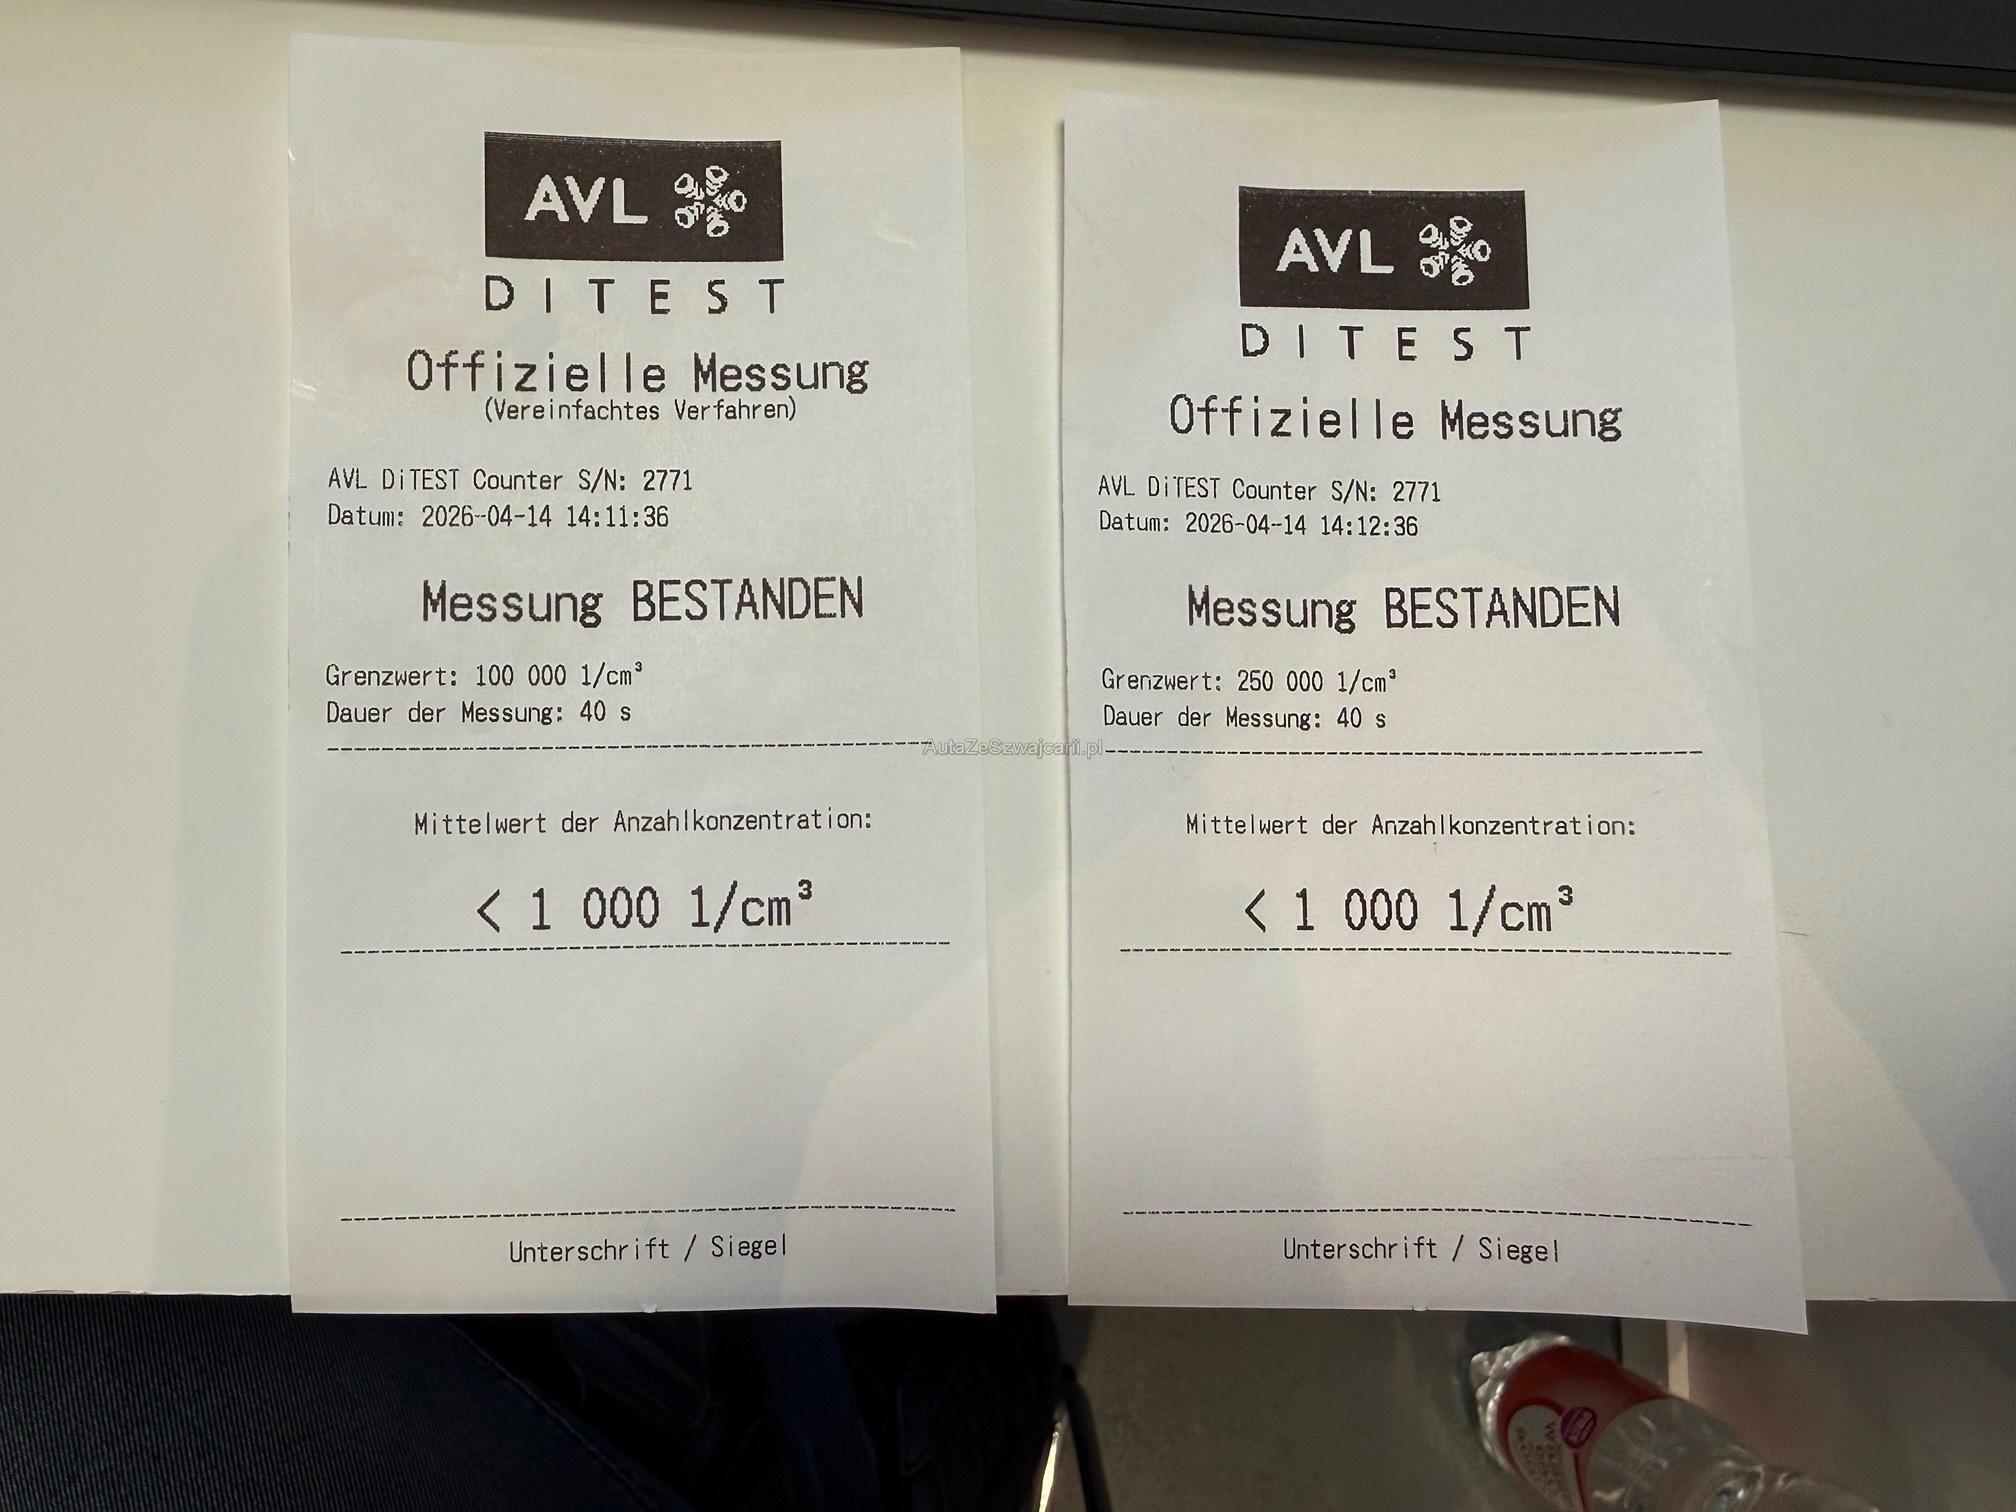 AVL
DITEST
Offizielle Messung
(Vereinfachtes Verfahren)
AVL DiTEST Counter S/N: 2771
Datum: 2026-04-14 14:11:36
Messung BESTANDEN
Grenzwert: 100 000 1/cm³
Dauer der Messung: 40 s
Mittelwert der Anzahlkonzentration:
< 1 000 1/cm³
Unterschrift / Siegel
AutaZeSzwajcarii.pl
AVL
DITEST
Offizielle Messung
AVL DiTEST Counter S/N: 2771
Datum: 2026-04-14 14:12:36
Messung BESTANDEN
Grenzwert: 250 000 1/cm³
Dauer der Messung: 40 s
Mittelwert der Anzahlkonzentration:
< 1 000 1/cm³
Unterschrift / Siegel